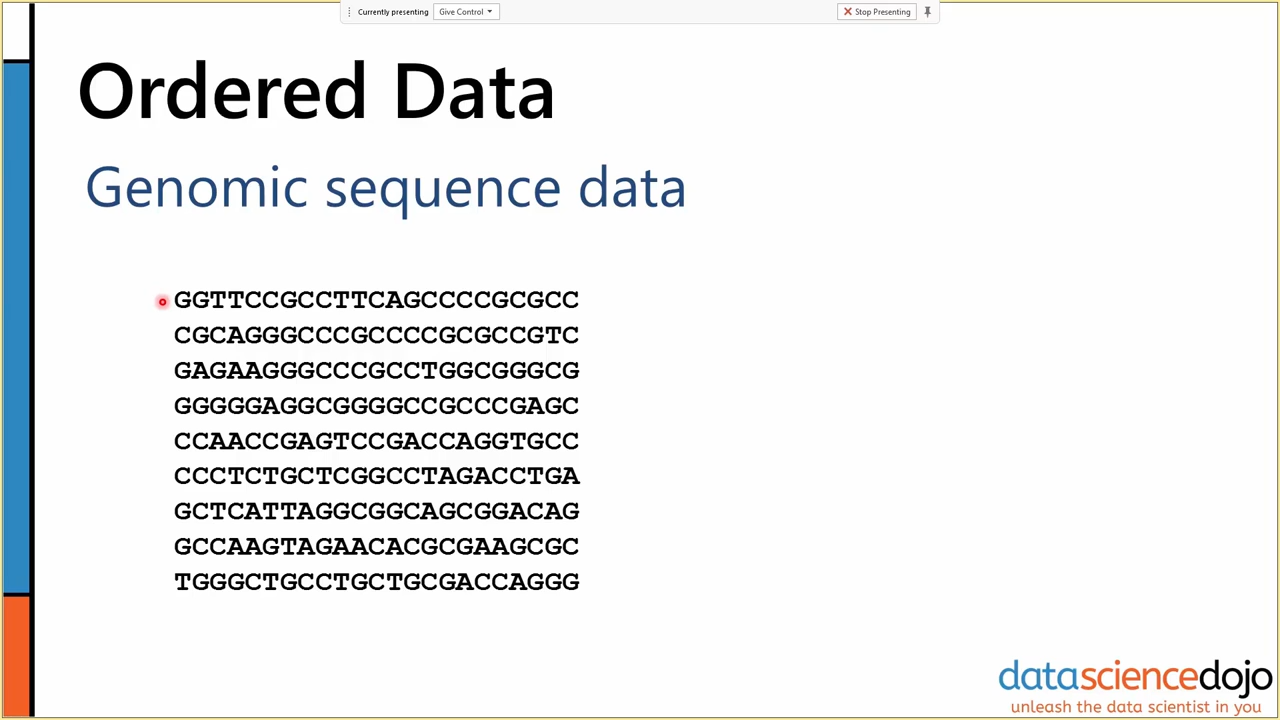 Currently presenting Give Control Stop Presenting
Ordered Data
Genomic sequence data
GGTTCCGCCTTCAGCCCCGCGCC
CGCAGGGCCCGCCCCGCGCCGTC
GAGAAGGGCCCGCCTGGCGGGCG
GGGGGAGGCGGGGCCGCCCGAGC
CCAACCGAGTCCGACCAGGTGCC
CCCTCTGCTCGGCCTAGACCTGA
GCTCATTAGGCGGCAGCGGACAG
GCCAAGTAGAACACGCGAAGCGC
TGGGCTGCCTGCTGCGACCAGGG
datasciencedojo
unleash the data scientist in you